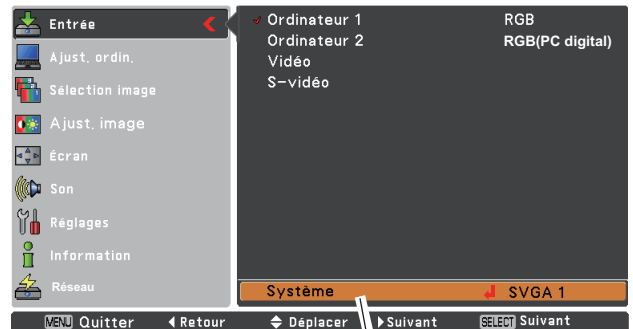 Entrée
Ajust. ordin.
Sélection image
Ajust. image
Écran
Son
Réglages
Information
Réseau
Ordinateur 1 RGB
Ordinateur 2 RGB(PC digital)
Vidéo
S-vidéo
Système SVGA 1
MENU Quitter Retour Déplacer Suivant SELECT Suivant